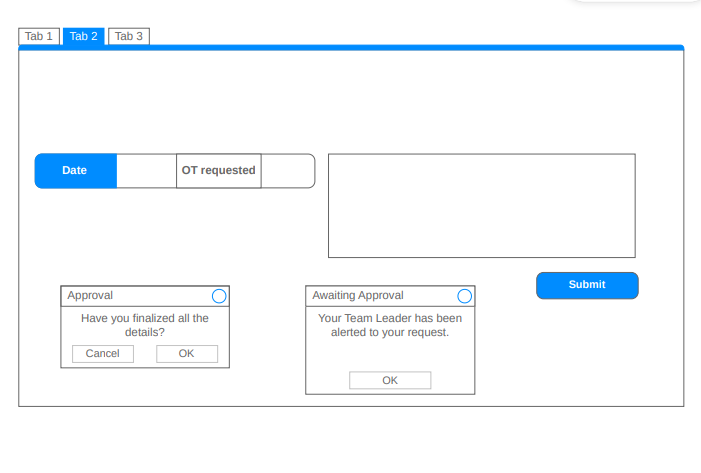 Tab 1
Tab 2
Tab 3
Date
OT requested
Submit
Approval
Have you finalized all the
details?
Cancel
OK
Awaiting Approval
Your Team Leader has been
alerted to your request.
OK